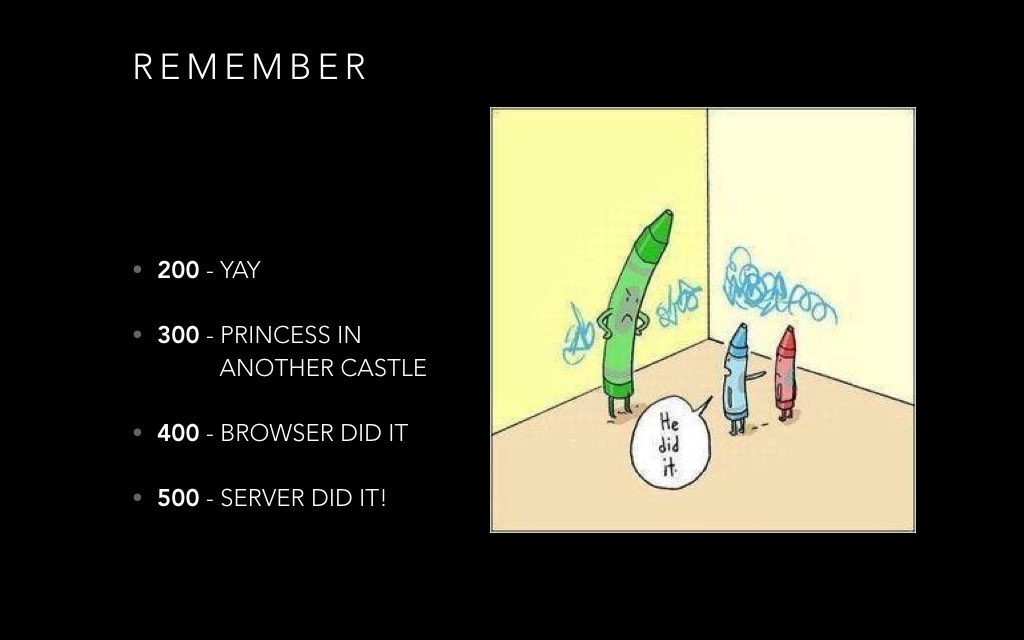 REMEMBER
• 200 - YAY
• 300 - PRINCESS IN
ANOTHER CASTLE
• 400 - BROWSER DID IT
• 500 - SERVER DID IT!
He
did
it.